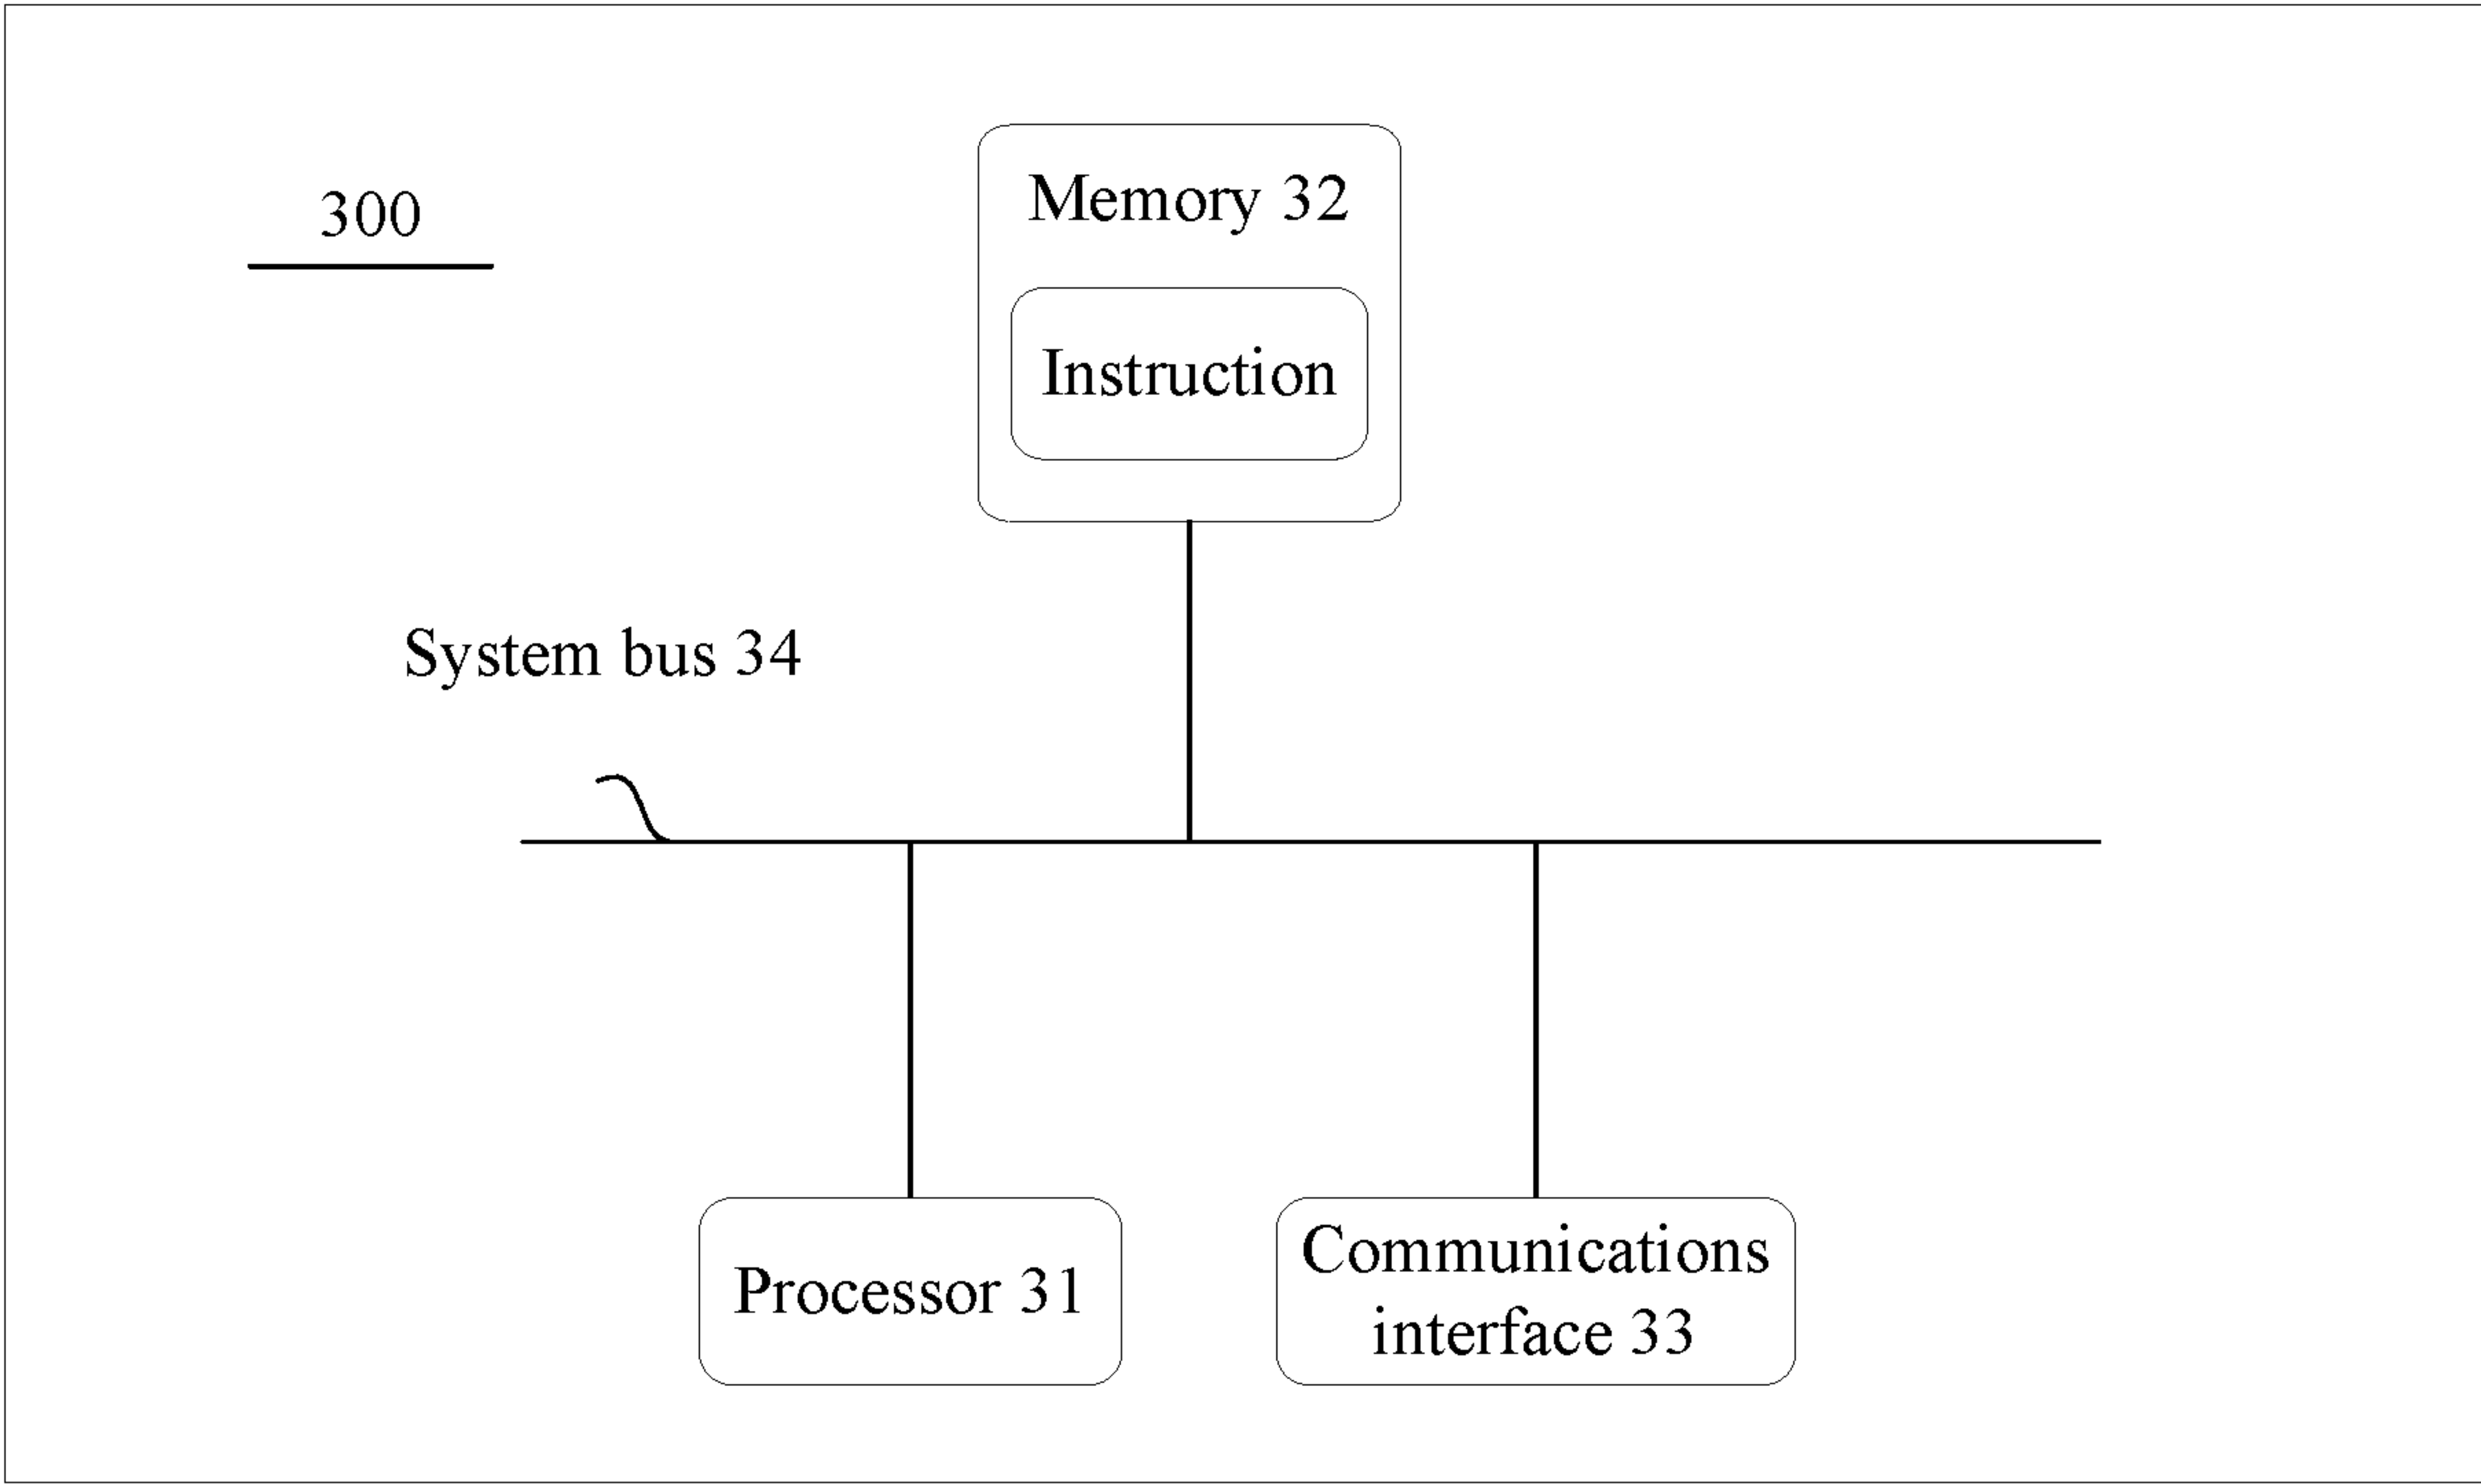 300
Memory 32
Instruction
System bus 34
Processor 31
Communications
interface 33